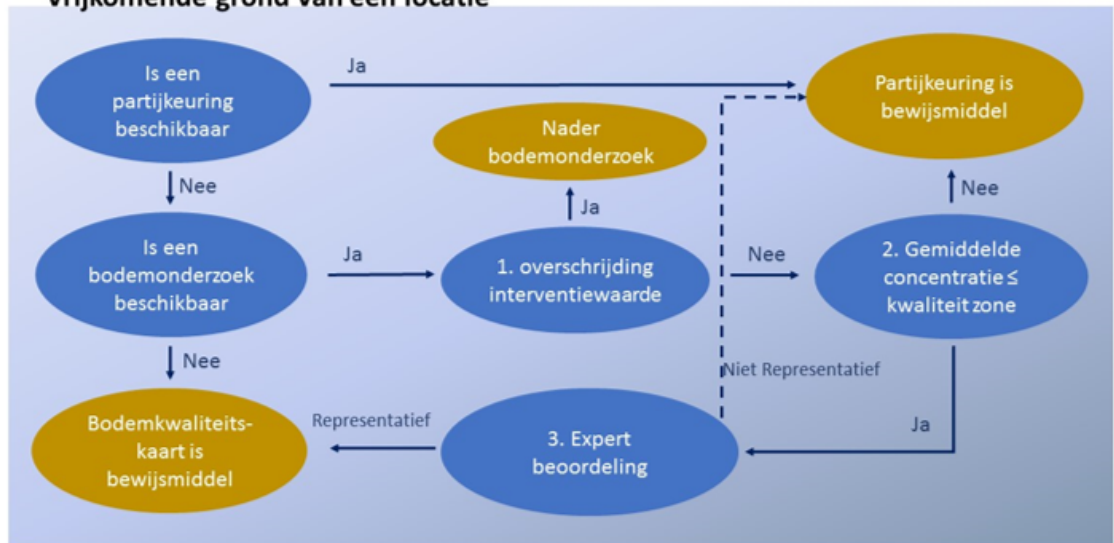 Vrijkomende grond van een locatie
Is een
partijkeuring
beschikbaar
Ja
Partijkeuring is
bewijsmiddel
Nader
bodemonderzoek
Nee
Ja
Nee
Is een
bodemonderzoek
beschikbaar
Ja
1. overschrijding
interventiewaarde
Nee
2. Gemiddelde
concentratie ≤
kwaliteit zone
Nee
Niet Representatief
Ja
Bodemkwaliteits-
kaart is
bewijsmiddel
Representatief
3. Expert
beoordeling